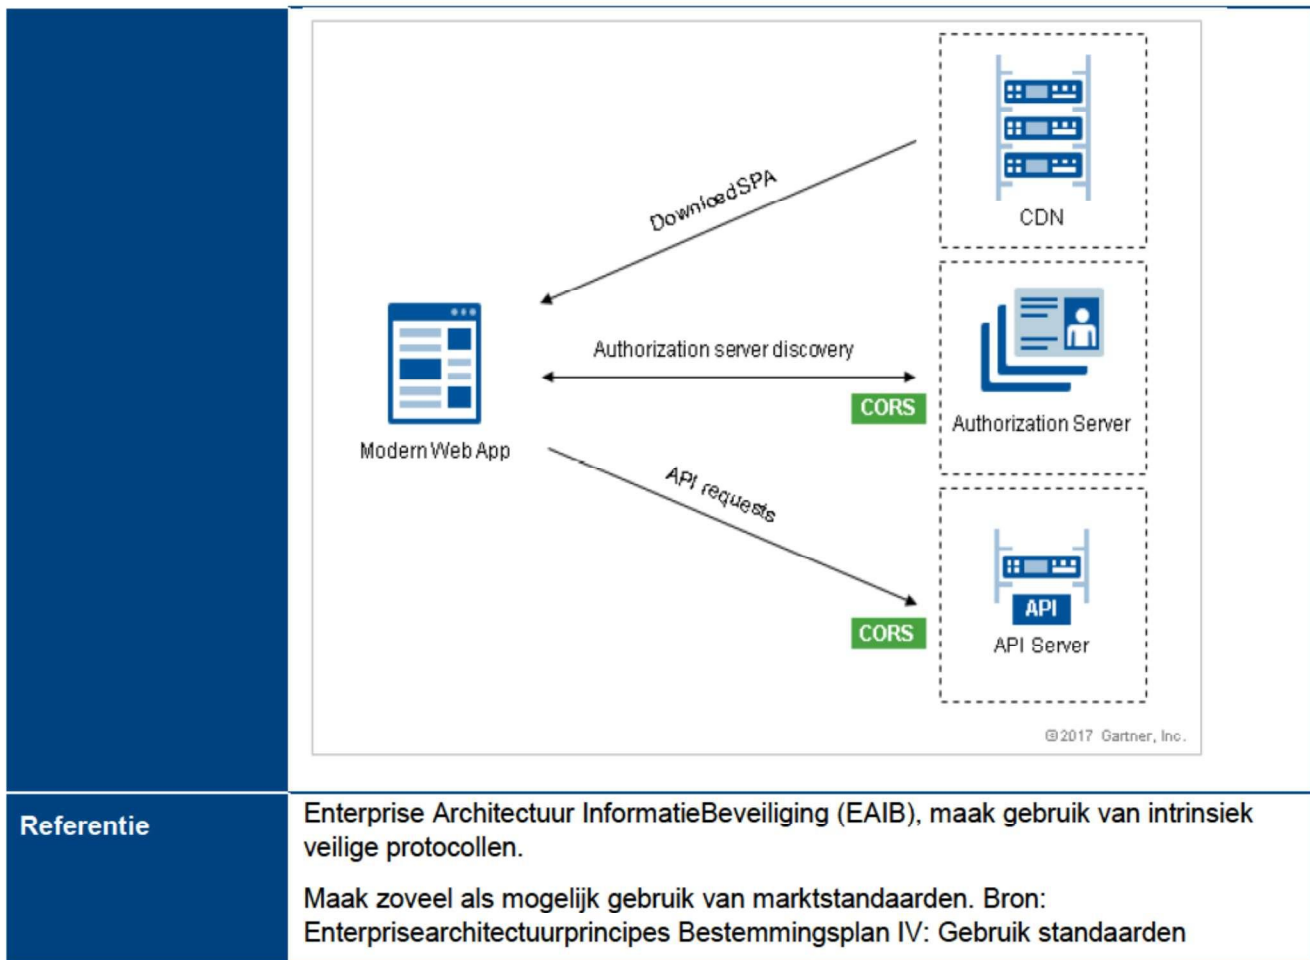 CDN
Download SPA
Authorization server discovery
CORS
Authorization Server
Modern Web App
API requests
API
CORS
API Server
©2017 Gartner, Inc.
Referentie
Enterprise Architectuur InformatieBeveiliging (EAIB), maak gebruik van intrinsiek
veilige protocollen.
Maak zoveel als mogelijk gebruik van marktstandaarden. Bron:
Enterprisearchitectuurprincipes Bestemmingsplan IV: Gebruik standaarden